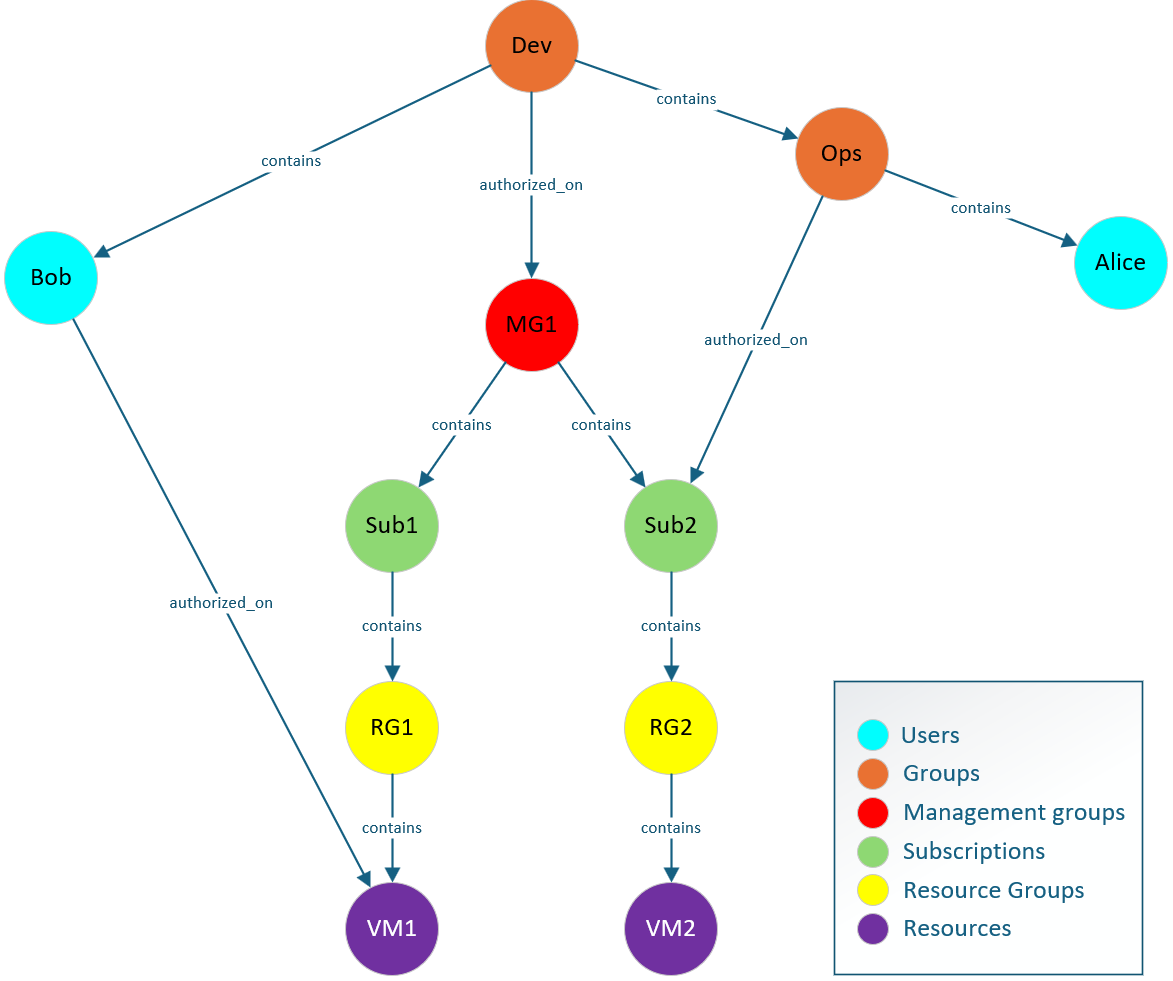 Dev
contains
Ops
contains
authorized_on
contains
Bob
Alice
MG1
authorized_on
contains
contains
Sub1
Sub2
authorized_on
contains
contains
RG1
RG2
contains
contains
VM1
VM2
Users
Groups
Management groups
Subscriptions
Resource Groups
Resources